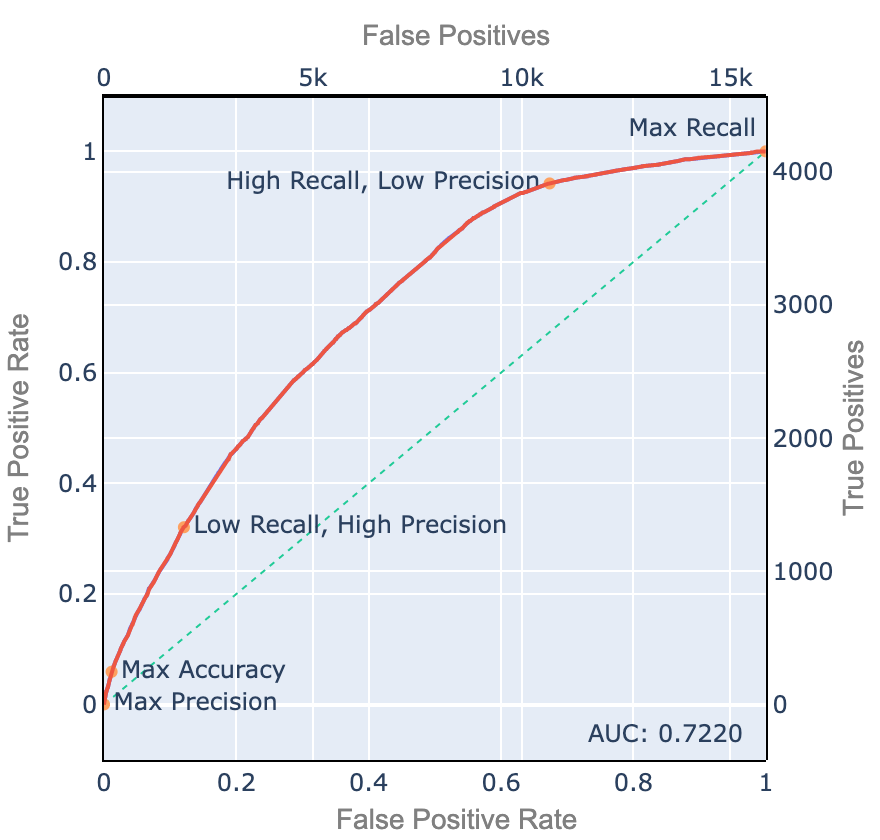 False Positives
0 5k 10k 15k
Max Recall
1
High Recall, Low Precision
4000
0.8
3000
0.6
True Positive Rate
True Positives
2000
0.4
Low Recall, High Precision
1000
0.2
Max Accuracy
0 Max Precision 0
AUC: 0.7220
0 0.2 0.4 0.6 0.8 1
False Positive Rate